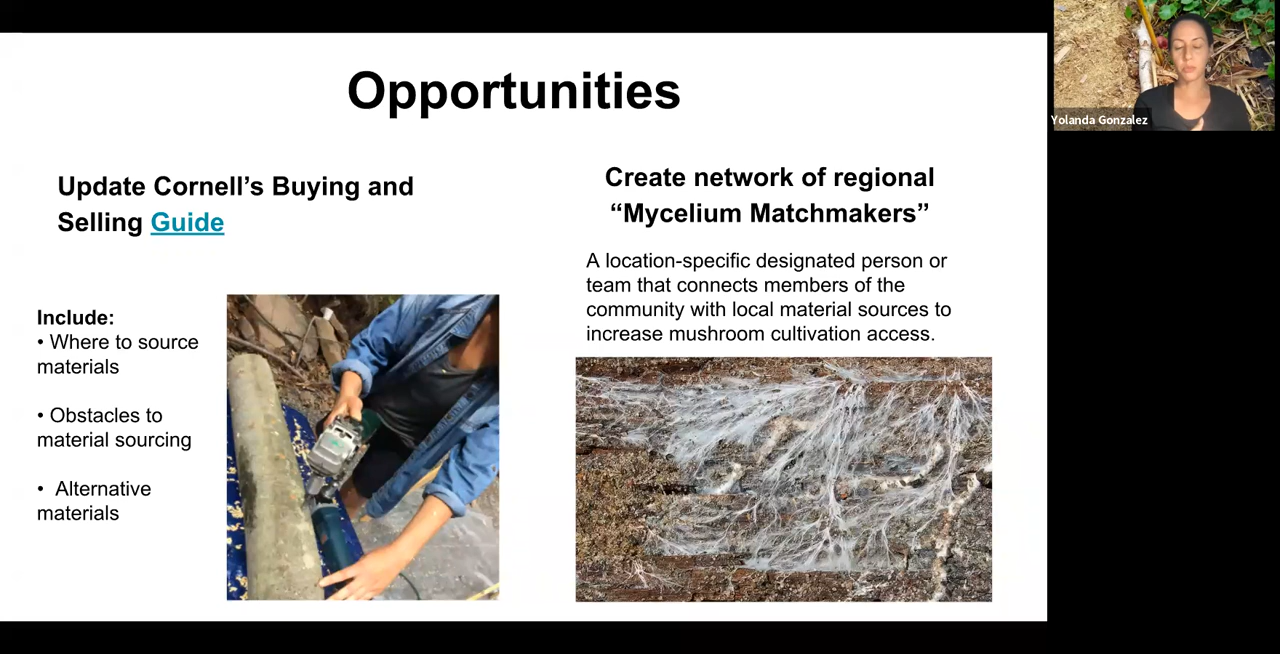 Opportunities
Update Cornell’s Buying and
Selling Guide
Include:
• Where to source
materials
• Obstacles to
material sourcing
• Alternative
materials
Create network of regional
“Mycelium Matchmakers”
A location-specific designated person or
team that connects members of the
community with local material sources to
increase mushroom cultivation access.
Yolanda Gonzalez